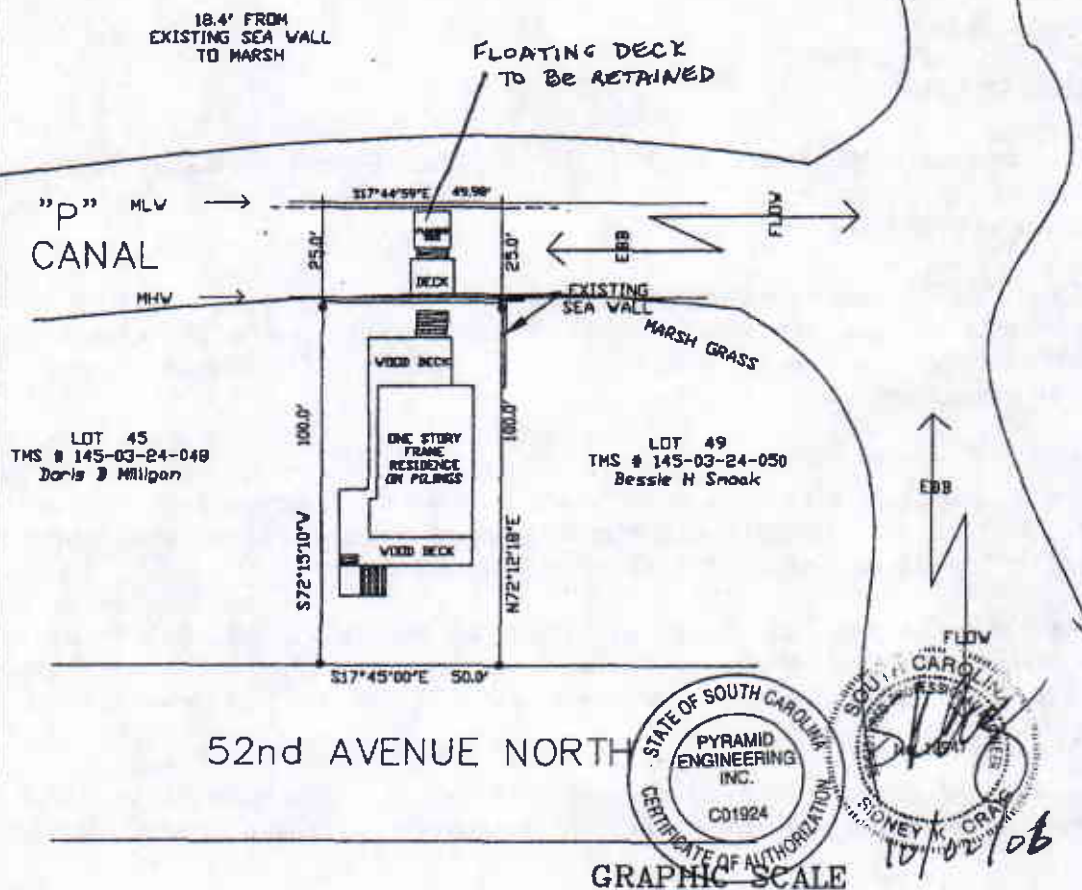 18.4' FROM
EXISTING SEA WALL
TO MARSH
FLOATING DECK
TO BE RETAINED
"P"
CANAL
MLW
S17°44'59"E 49.98'
25.0'
25.0'
DECK
EBB
FLOW
MHW
EXISTING
SEA WALL
MARSH GRASS
WOOD DECK
100.0'
100.0'
LOT 45
TMS # 145-03-24-048
Doris D Milligan
ONE STORY
FRAME
RESIDENCE
ON PILINGS
LOT 49
TMS # 145-03-24-050
Bessie H Smoak
EBB
S72°15'10"W
N72°12'18"E
WOOD DECK
FLOW
S17°45'00"E 50.0'
52nd AVENUE NORTH
STATE OF SOUTH CAROLINA
PYRAMID
ENGINEERING
INC.
C01924
CERTIFICATE OF AUTHORIZATION
SOUTH CAROLINA
SIDNEY K. CRAIG
10/02/06
GRAPHIC SCALE